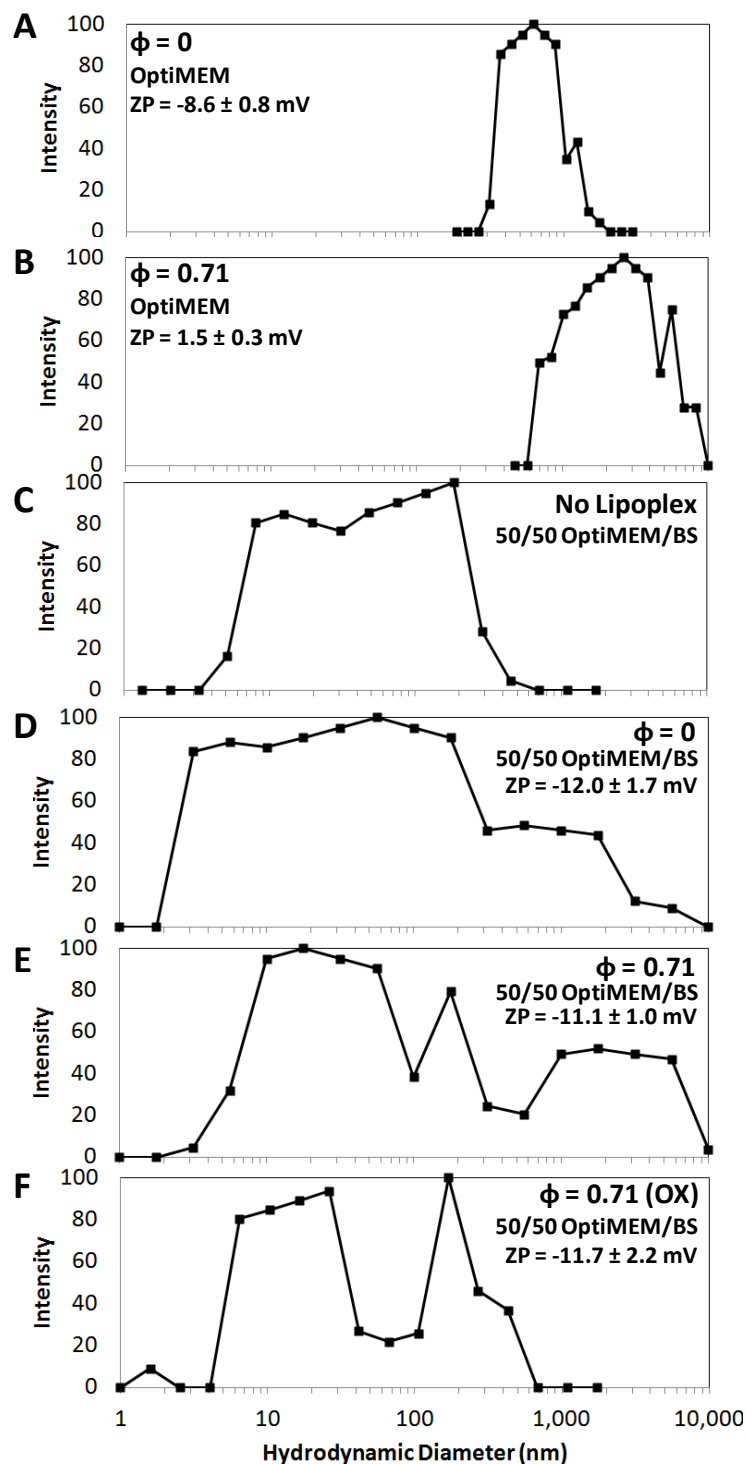 A
ϕ = 0
OptiMEM
ZP = -8.6 ± 0.8 mV
Intensity
100
80
60
40
20
0
B
ϕ = 0.71
OptiMEM
ZP = 1.5 ± 0.3 mV
Intensity
100
80
60
40
20
0
C
No Lipoplex
50/50 OptiMEM/BS
Intensity
100
80
60
40
20
0
D
ϕ = 0
50/50 OptiMEM/BS
ZP = -12.0 ± 1.7 mV
Intensity
100
80
60
40
20
0
E
ϕ = 0.71
50/50 OptiMEM/BS
ZP = -11.1 ± 1.0 mV
Intensity
100
80
60
40
20
0
F
ϕ = 0.71 (OX)
50/50 OptiMEM/BS
ZP = -11.7 ± 2.2 mV
Intensity
100
80
60
40
20
0
1 10 100 1,000 10,000
Hydrodynamic Diameter (nm)